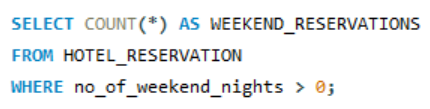 SELECT COUNT(*) AS WEEKEND_RESERVATIONS
FROM HOTEL_RESERVATION
WHERE no_of_weekend_nights > 0;